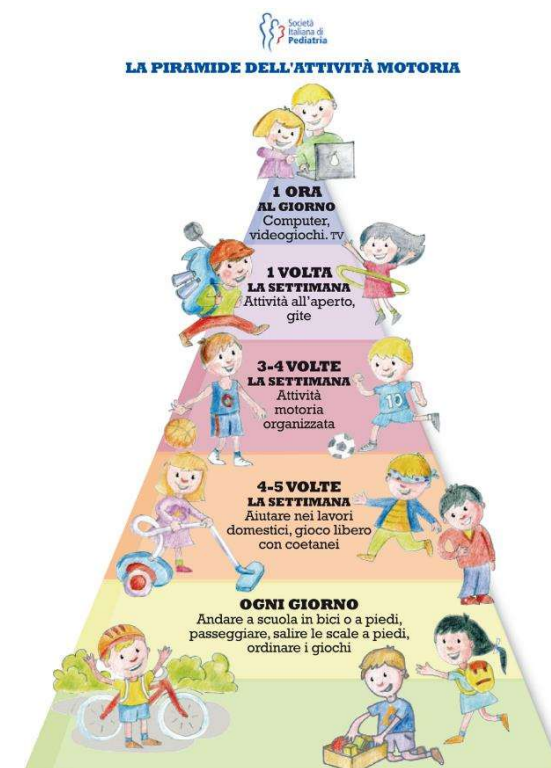 Società
Italiana di
Pediatria
LA PIRAMIDE DELL'ATTIVITÀ MOTORIA
1 ORA
AL GIORNO
Computer,
videogiochi. TV
1 VOLTA
LA SETTIMANA
Attività all'aperto,
gite
3-4 VOLTE
LA SETTIMANA
Attività
motoria
organizzata
10
4-5 VOLTE
LA SETTIMANA
Aiutare nei lavori
domestici, gioco libero
con coetanei
OGNI GIORNO
Andare a scuola in bici o a piedi,
passeggiare, salire le scale a piedi,
ordinare i giochi